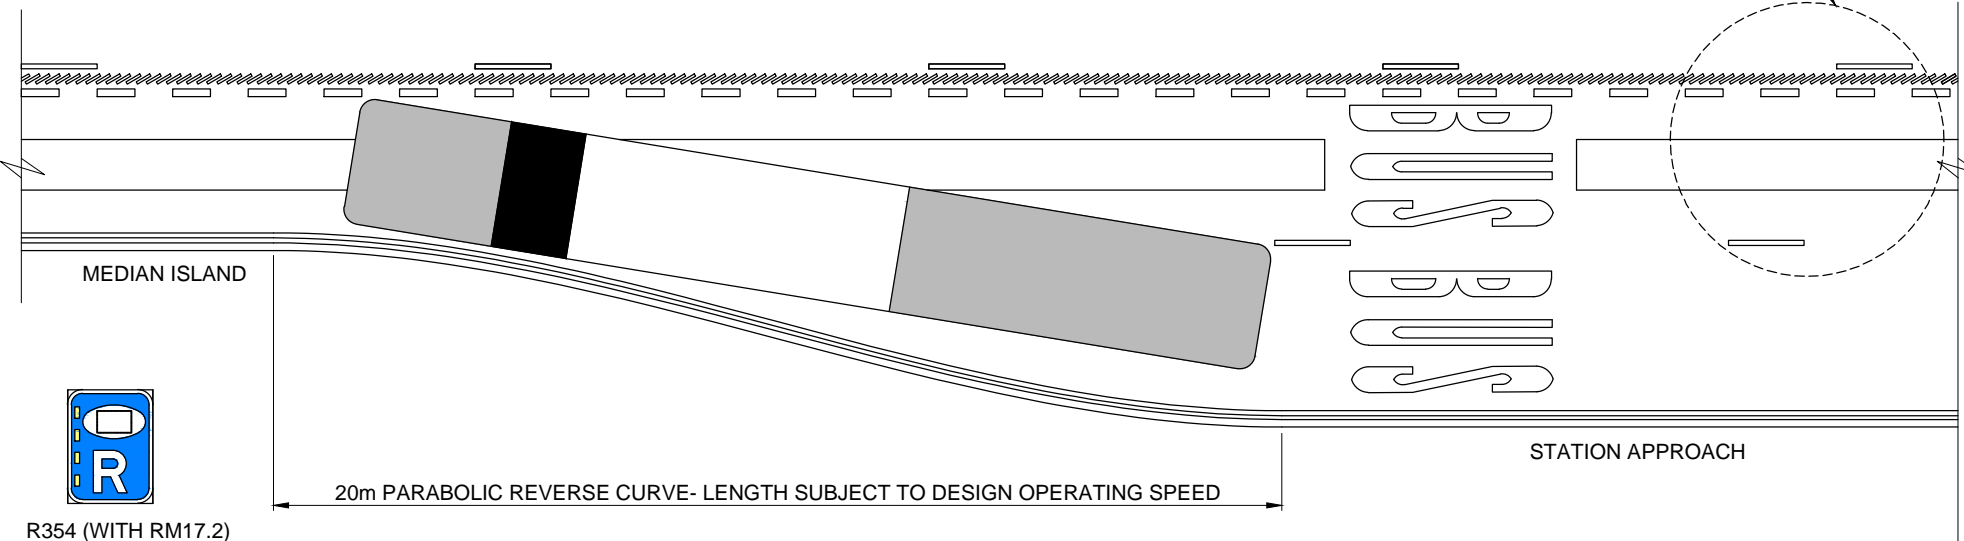 BUS
BUS
MEDIAN ISLAND
STATION APPROACH
R
20m PARABOLIC REVERSE CURVE- LENGTH SUBJECT TO DESIGN OPERATING SPEED
R354 (WITH RM17.2)